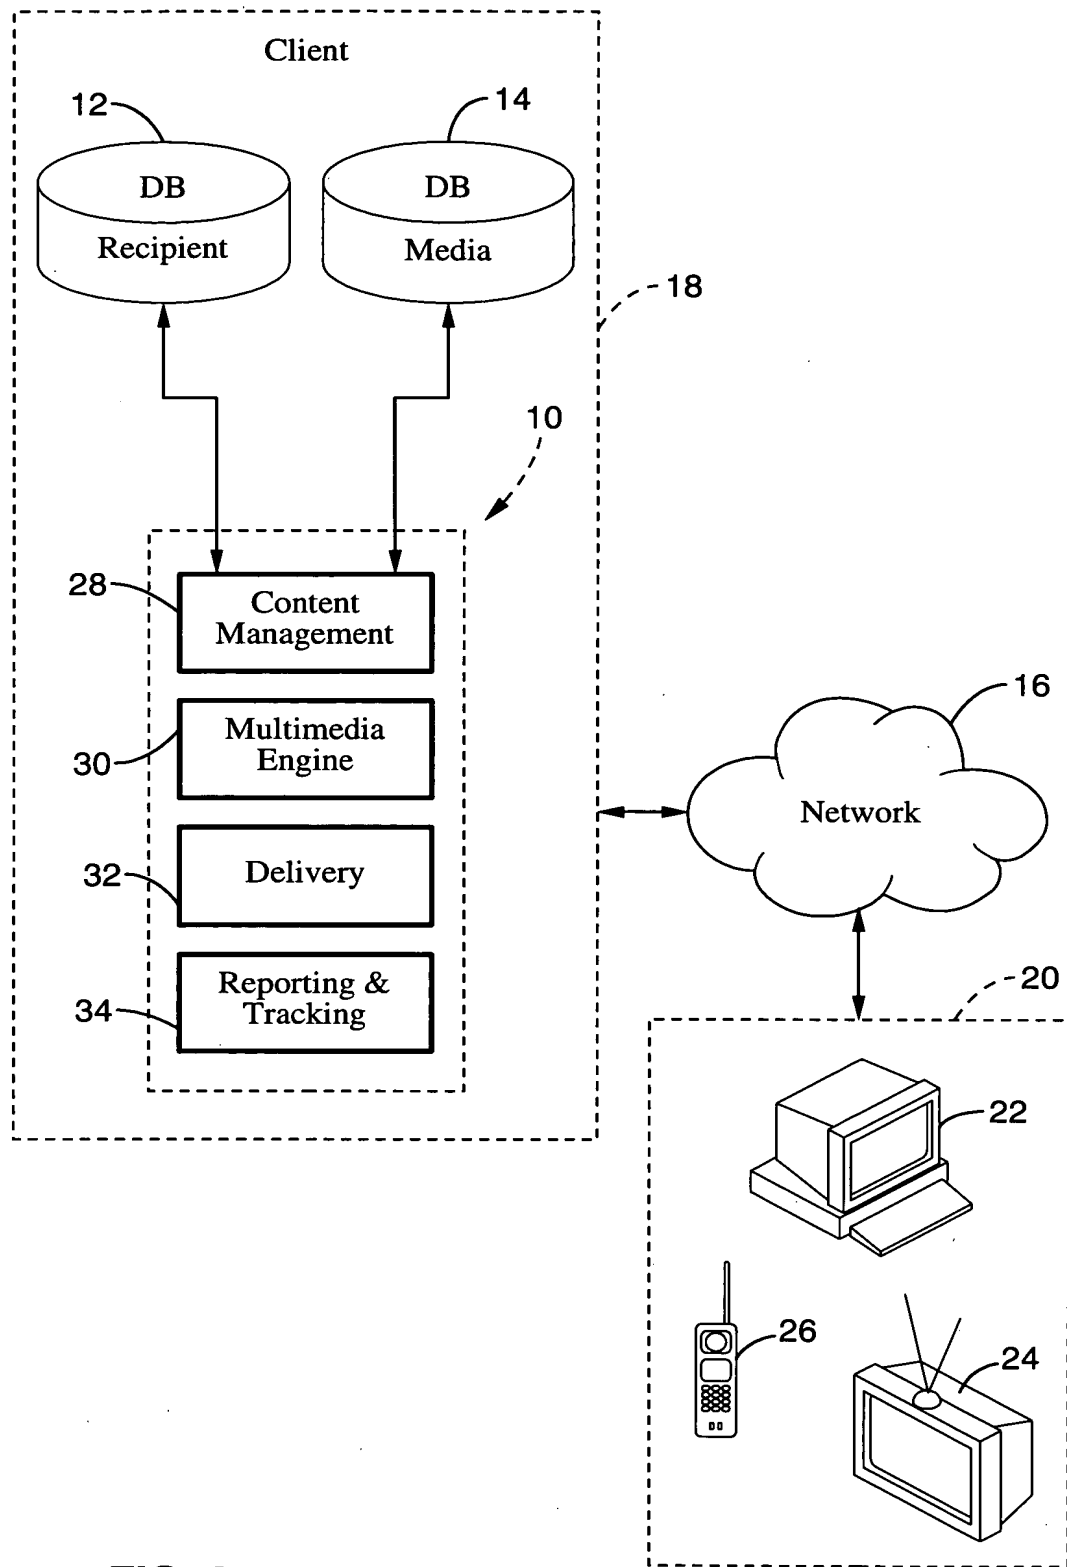 Client
12
14
DB
Recipient
DB
Media
18
10
28
Content
Management
16
30
Multimedia
Engine
Network
32
Delivery
20
34
Reporting &
Tracking
22
26
24